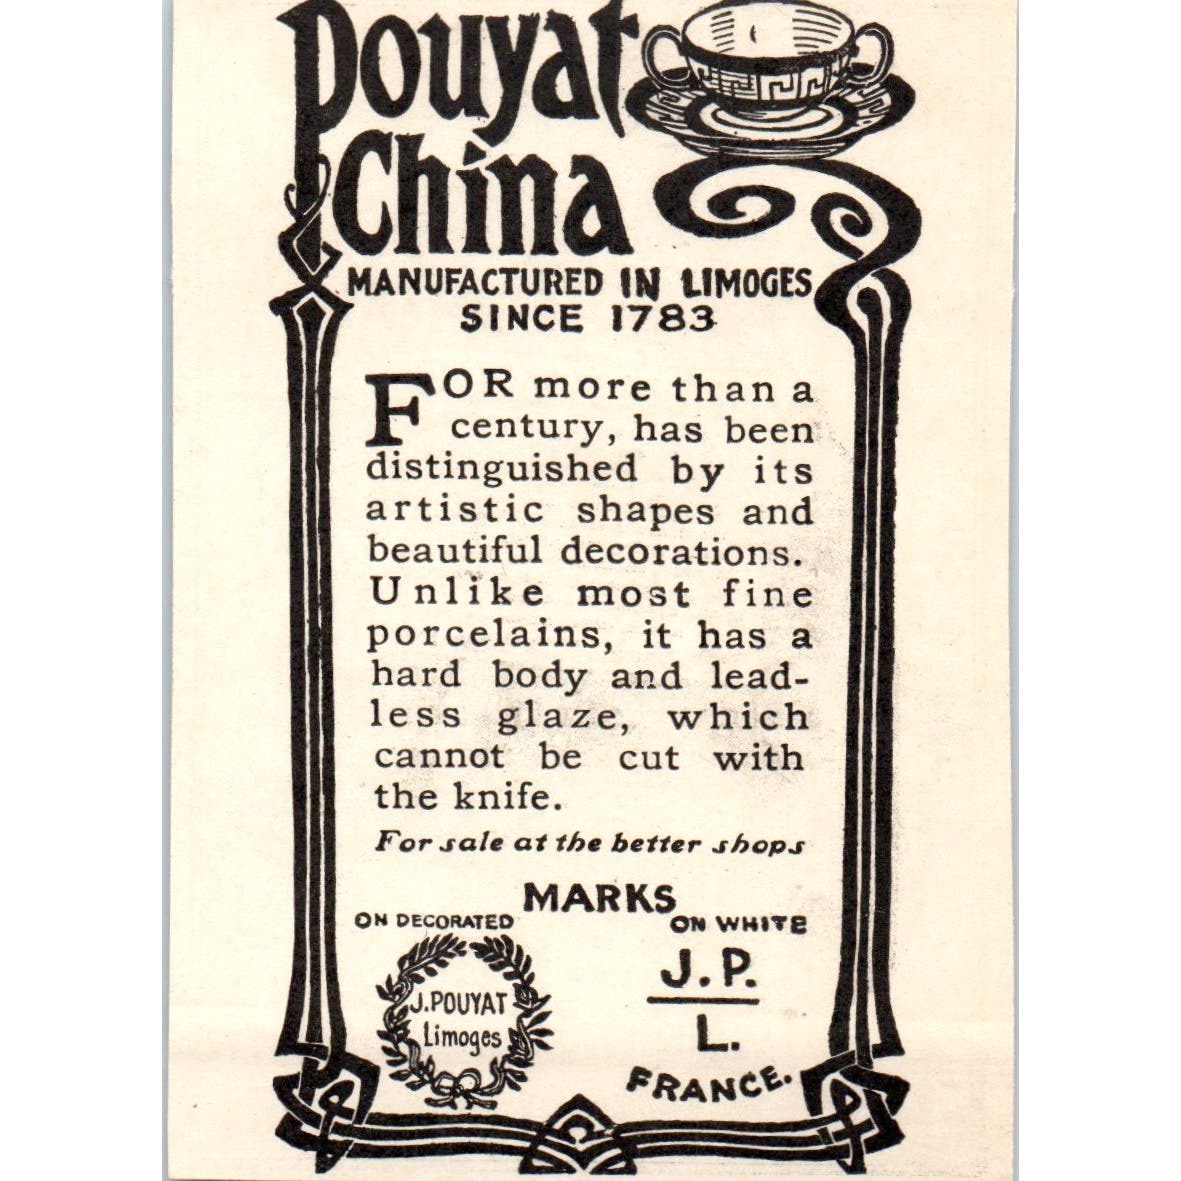 Pouyat
China
MANUFACTURED IN LIMOGES
SINCE 1783
FOR more than a
century, has been
distinguished by its
artistic shapes and
beautiful decorations.
Unlike most fine
porcelains, it has a
hard body and lead-
less glaze, which
cannot be cut with
the knife.
For sale at the better shops
MARKS
ON DECORATED
J. POUYAT
Limoges
ON WHITE
J. P.
L.
FRANCE.